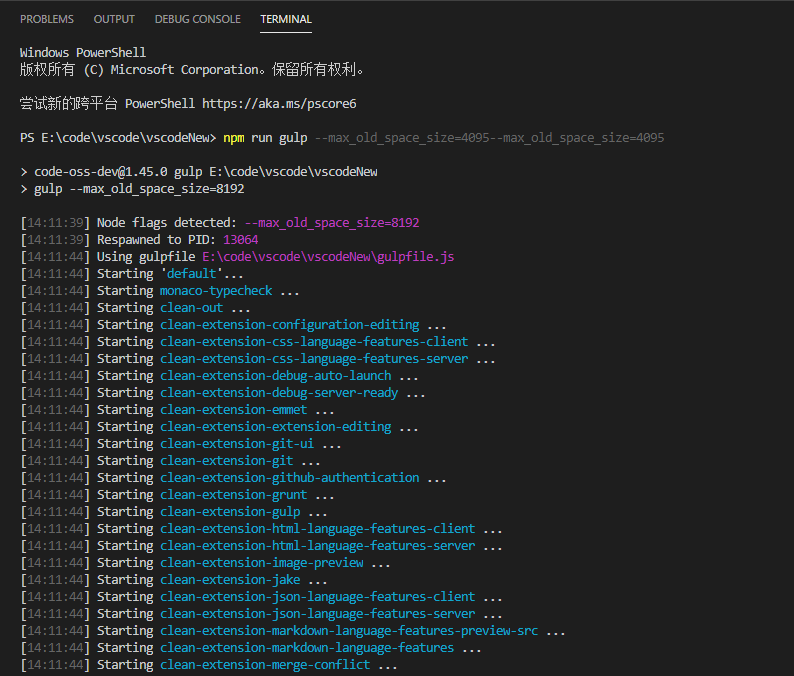 PROBLEMS OUTPUT DEBUG CONSOLE TERMINAL
Windows PowerShell
版权所有 (C) Microsoft Corporation。保留所有权利。
尝试新的跨平台 PowerShell https://aka.ms/pscore6
PS E:\code\vscode\vscodeNew> npm run gulp --max_old_space_size=4095--max_old_space_size=4095
> code-oss-dev@1.45.0 gulp E:\code\vscode\vscodeNew
> gulp --max_old_space_size=8192
[14:11:39] Node flags detected: --max_old_space_size=8192
[14:11:39] Respawned to PID: 13064
[14:11:44] Using gulpfile E:\code\vscode\vscodeNew\gulpfile.js
[14:11:44] Starting 'default'...
[14:11:44] Starting monaco-typecheck ...
[14:11:44] Starting clean-out ...
[14:11:44] Starting clean-extension-configuration-editing ...
[14:11:44] Starting clean-extension-css-language-features-client ...
[14:11:44] Starting clean-extension-css-language-features-server ...
[14:11:44] Starting clean-extension-debug-auto-launch ...
[14:11:44] Starting clean-extension-debug-server-ready ...
[14:11:44] Starting clean-extension-emmet ...
[14:11:44] Starting clean-extension-extension-editing ...
[14:11:44] Starting clean-extension-git-ui ...
[14:11:44] Starting clean-extension-git ...
[14:11:44] Starting clean-extension-github-authentication ...
[14:11:44] Starting clean-extension-grunt ...
[14:11:44] Starting clean-extension-gulp ...
[14:11:44] Starting clean-extension-html-language-features-client ...
[14:11:44] Starting clean-extension-html-language-features-server ...
[14:11:44] Starting clean-extension-image-preview ...
[14:11:44] Starting clean-extension-jake ...
[14:11:44] Starting clean-extension-json-language-features-client ...
[14:11:44] Starting clean-extension-json-language-features-server ...
[14:11:44] Starting clean-extension-markdown-language-features-preview-src ...
[14:11:44] Starting clean-extension-markdown-language-features ...
[14:11:44] Starting clean-extension-merge-conflict ...